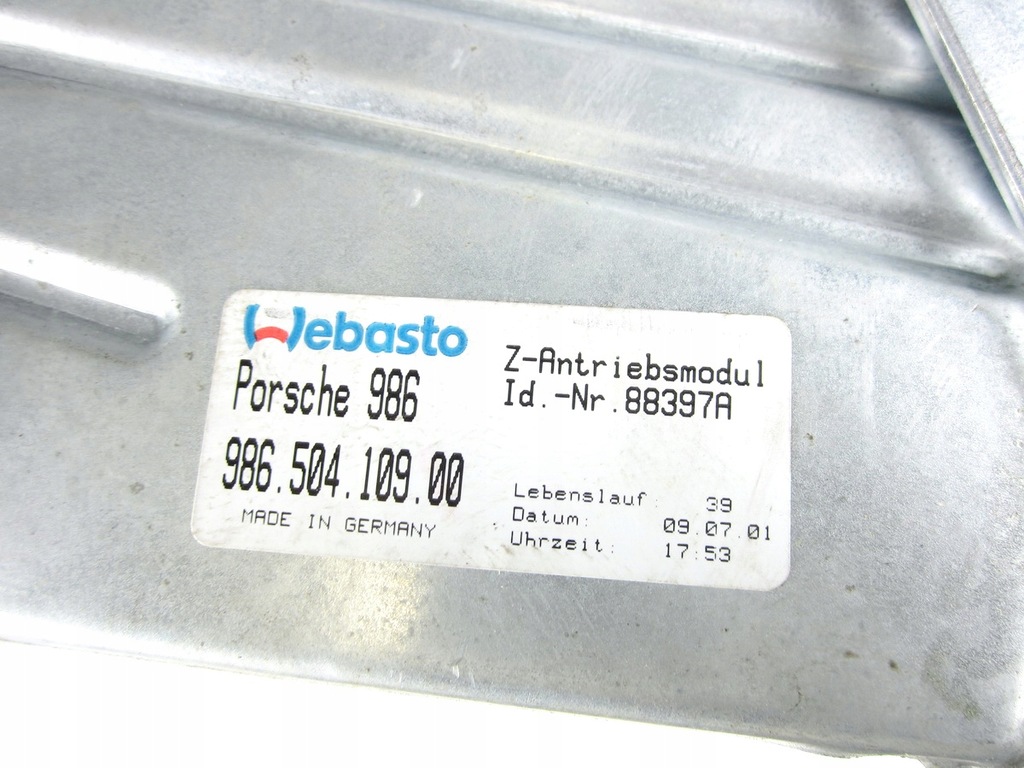 Webasto
Porsche 986
986.504.109.00
MADE IN GERMANY
Z-Antriebsmodul
Id.-Nr.88397A
Lebenslauf: 39
Datum: 09.07.01
Uhrzeit: 17:53